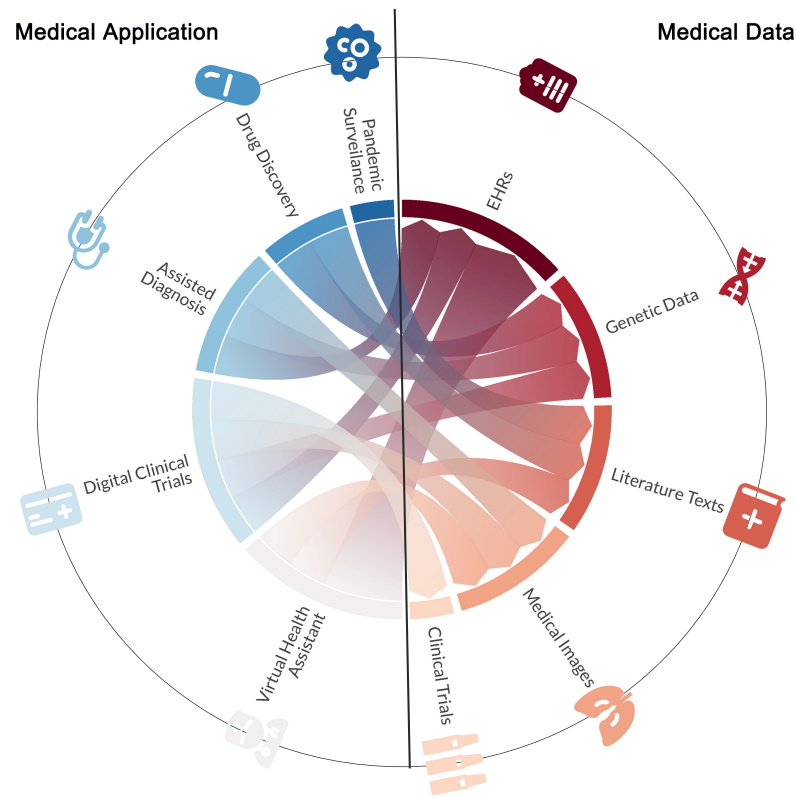 Medical Application
Medical Data
Pandemic
Surveilance
Drug Discovery
Assisted
Diagnosis
Digital Clinical
Trials
Virtual Health
Assistant
EHRs
Genetic Data
Literature Texts
Medical Images
Clinical Trials